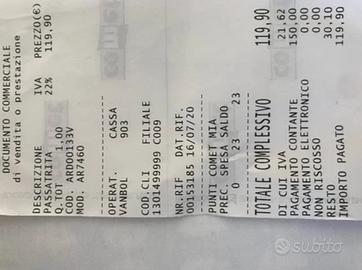 DOCUMENTO COMMERCIALE
di vendita o prestazione
DESCRIZIONE IVA PREZZO(€)
PASSATRITA 22% 119,90
Q.TDT 1,00
COD. ARD00133V
MOD. AR7460
OPERAT. CASSA
VANBOL 903
COD.CLI FILIALE
1301499999 C009
NR.RIF DAT.RIF.
00153185 16/07/20
PUNTI COMET MIA
PREC SPESA SALDO
0 23 23
TOTALE COMPLESSIVO 119,90
DI CUI IVA 21,62
PAGAMENTO CONTANTE 150,00
PAGAMENTO ELETTRONICO 0,00
NON RISCOSSO 0,00
RESTO 30,10
IMPORTO PAGATO 119,90
subito